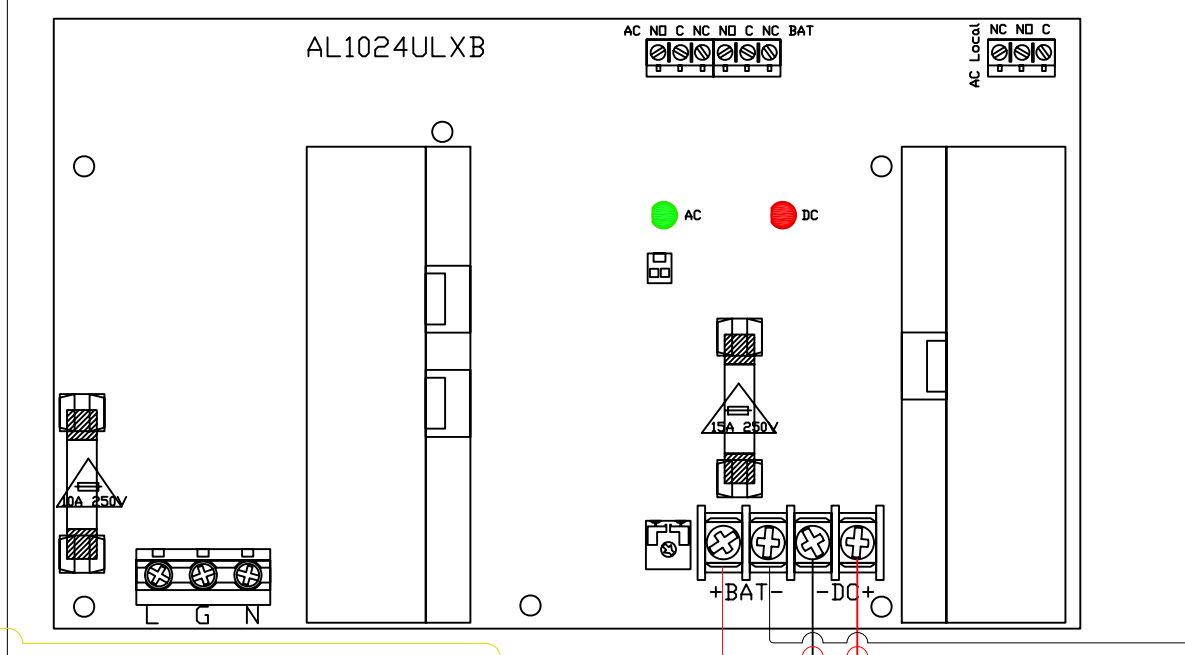 AC NO C NC NO C NC BAT
AC Local
NC NO C
AL1024ULXB
AC
DC
15A 250V
10A 250V
+BAT- -DC+
L G N